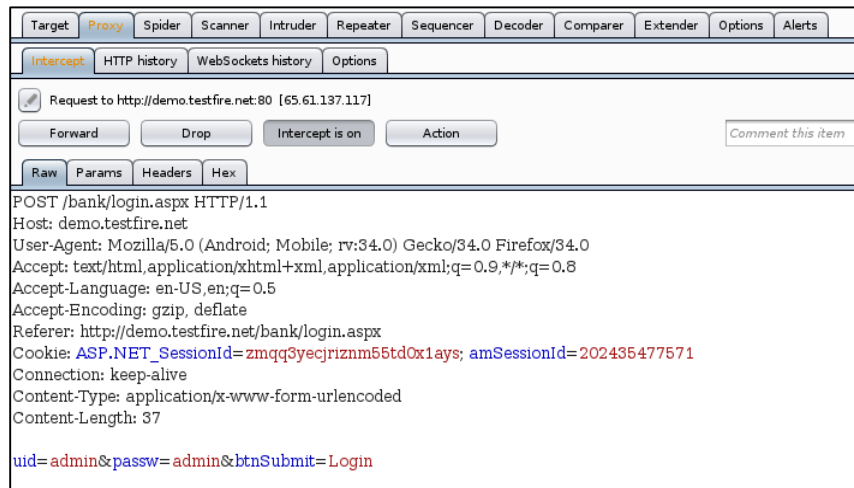 Target Proxy Spider Scanner Intruder Repeater Sequencer Decoder Comparer Extender Options Alerts
Intercept HTTP history WebSockets history Options
Request to http://demo.testfire.net:80 [65.61.137.117]
Forward Drop Intercept is on Action Comment this item
Raw Params Headers Hex
POST /bank/login.aspx HTTP/1.1
Host: demo.testfire.net
User-Agent: Mozilla/5.0 (Android; Mobile; rv:34.0) Gecko/34.0 Firefox/34.0
Accept: text/html,application/xhtml+xml,application/xml;q=0.9,*/*;q=0.8
Accept-Language: en-US,en;q=0.5
Accept-Encoding: gzip, deflate
Referer: http://demo.testfire.net/bank/login.aspx
Cookie: ASP.NET_SessionId=zmqq3yecjriznm55td0x1ays; amSessionId=202435477571
Connection: keep-alive
Content-Type: application/x-www-form-urlencoded
Content-Length: 37
uid=admin&passw=admin&btnSubmit=Login